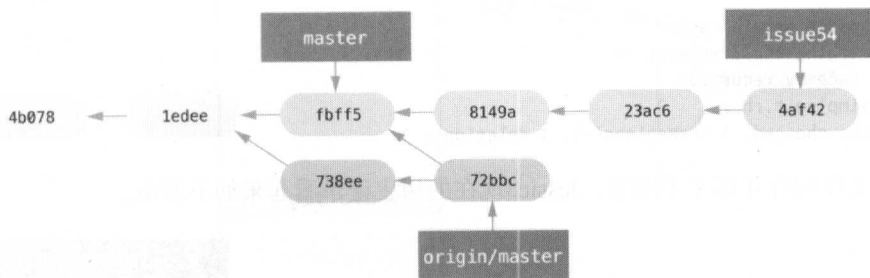 master
issue54
4b078
1edee
fbff5
8149a
23ac6
4af42
738ee
72bbc
origin/master